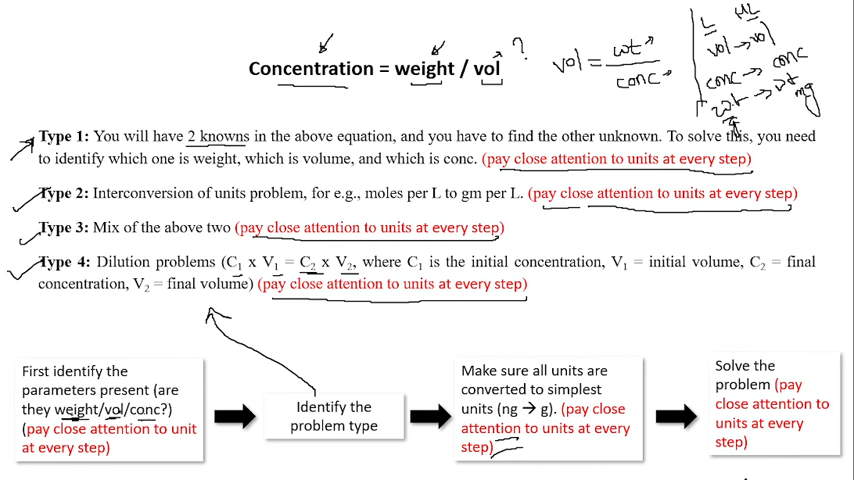 L ML
vol → vol
conc → conc
wt → wt
g mg
Concentration = weight / vol ?
vol = wt / conc
Type 1: You will have 2 knowns in the above equation, and you have to find the other unknown. To solve this, you need
to identify which one is weight, which is volume, and which is conc. (pay close attention to units at every step)
Type 2: Interconversion of units problem, for e.g., moles per L to gm per L. (pay close attention to units at every step)
Type 3: Mix of the above two (pay close attention to units at every step)
Type 4: Dilution problems (C₁ x V₁ = C₂ x V₂, where C₁ is the initial concentration, V₁ = initial volume, C₂ = final
concentration, V₂ = final volume) (pay close attention to units at every step)
First identify the
parameters present (are
they weight/vol/conc?)
(pay close attention to unit
at every step)
Identify the
problem type
Make sure all units are
converted to simplest
units (ng → g). (pay close
attention to units at every
step)
Solve the
problem (pay
close attention to
units at every
step)